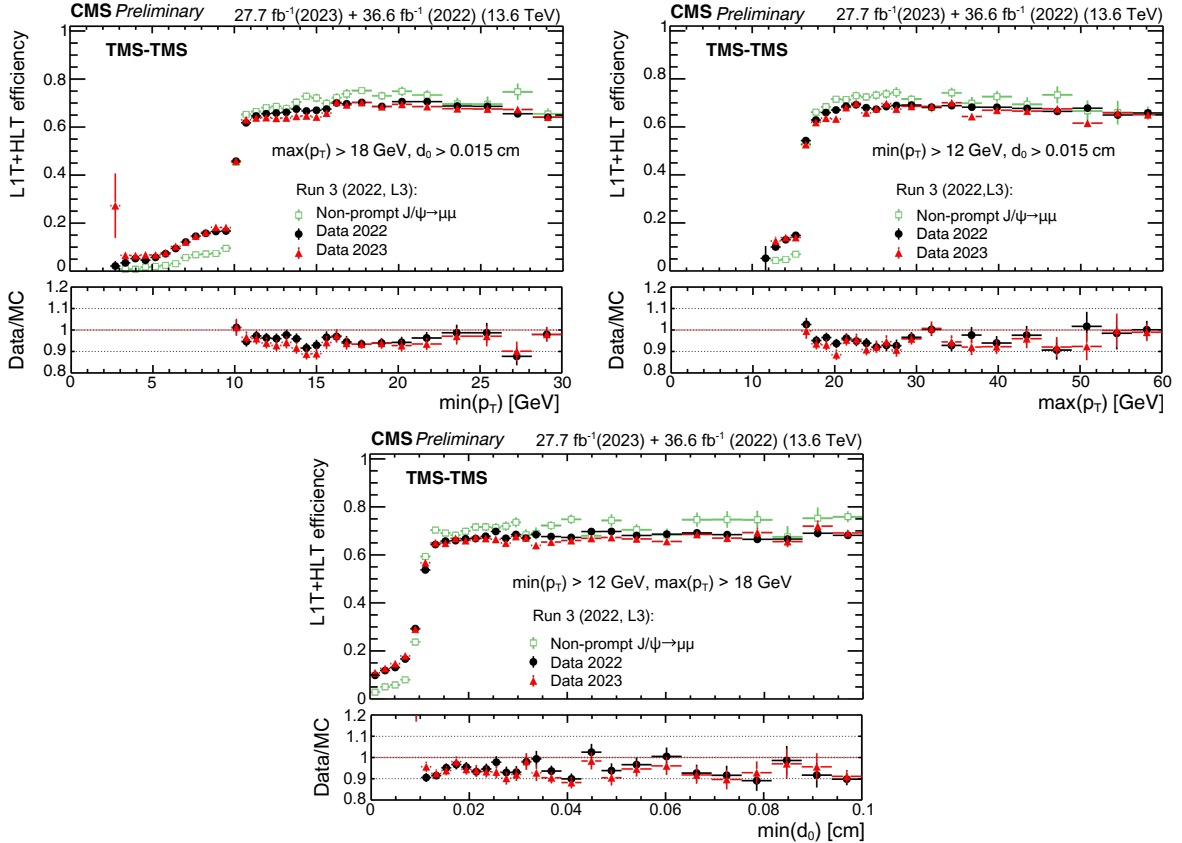 CMS Preliminary 27.7 fb⁻¹(2023) + 36.6 fb⁻¹ (2022) (13.6 TeV)
TMS-TMS
L1T+HLT efficiency
1
0.8
0.6
0.4
0.2
0
max(p_T) > 18 GeV, d₀ > 0.015 cm
Run 3 (2022, L3):
Non-prompt J/ψ→μμ
Data 2022
Data 2023
Data/MC
1.2
1.1
1
0.9
0.8
0 5 10 15 20 25 30
min(p_T) [GeV]
CMS Preliminary 27.7 fb⁻¹(2023) + 36.6 fb⁻¹ (2022) (13.6 TeV)
TMS-TMS
L1T+HLT efficiency
1
0.8
0.6
0.4
0.2
0
min(p_T) > 12 GeV, d₀ > 0.015 cm
Run 3 (2022,L3):
Non-prompt J/ψ→μμ
Data 2022
Data 2023
Data/MC
1.2
1.1
1
0.9
0.8
0 10 20 30 40 50 60
max(p_T) [GeV]
CMS Preliminary 27.7 fb⁻¹(2023) + 36.6 fb⁻¹ (2022) (13.6 TeV)
TMS-TMS
L1T+HLT efficiency
1
0.8
0.6
0.4
0.2
0
min(p_T) > 12 GeV, max(p_T) > 18 GeV
Run 3 (2022, L3):
Non-prompt J/ψ→μμ
Data 2022
Data 2023
Data/MC
1.2
1.1
1
0.9
0.8
0 0.02 0.04 0.06 0.08 0.1
min(d₀) [cm]